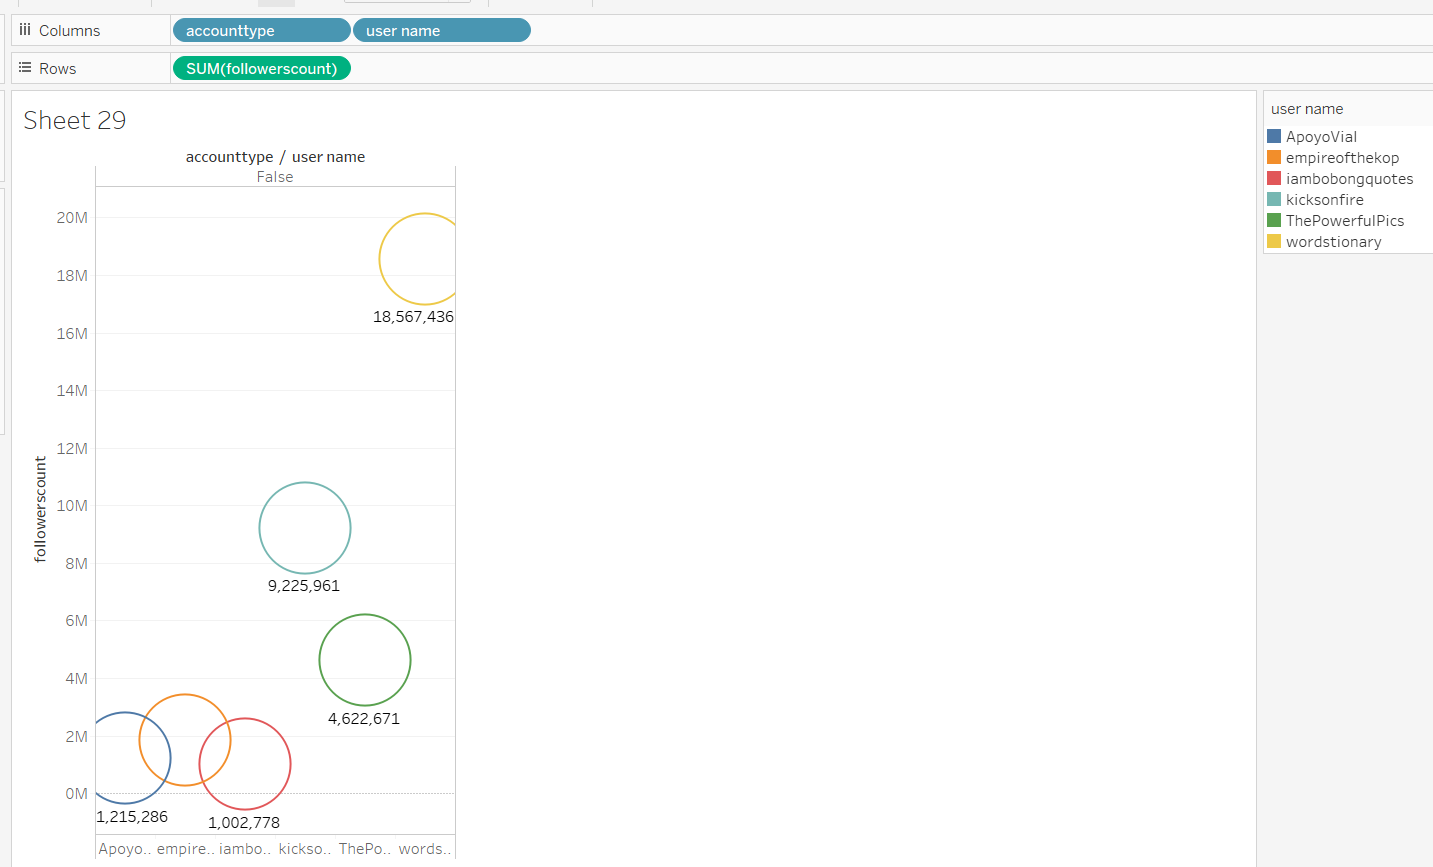 Columns accounttype user name
Rows SUM(followerscount)
Sheet 29
accounttype / user name
False
20M
18M
16M
14M
12M
10M
8M
6M
4M
2M
0M
followerscount
18,567,436
9,225,961
4,622,671
1,215,286
1,002,778
Apoyo.. empire.. iambo.. kickso.. ThePo.. words..
user name
ApoyoVial
empireofthekop
iambobongquotes
kicksonfire
ThePowerfulPics
wordstionary